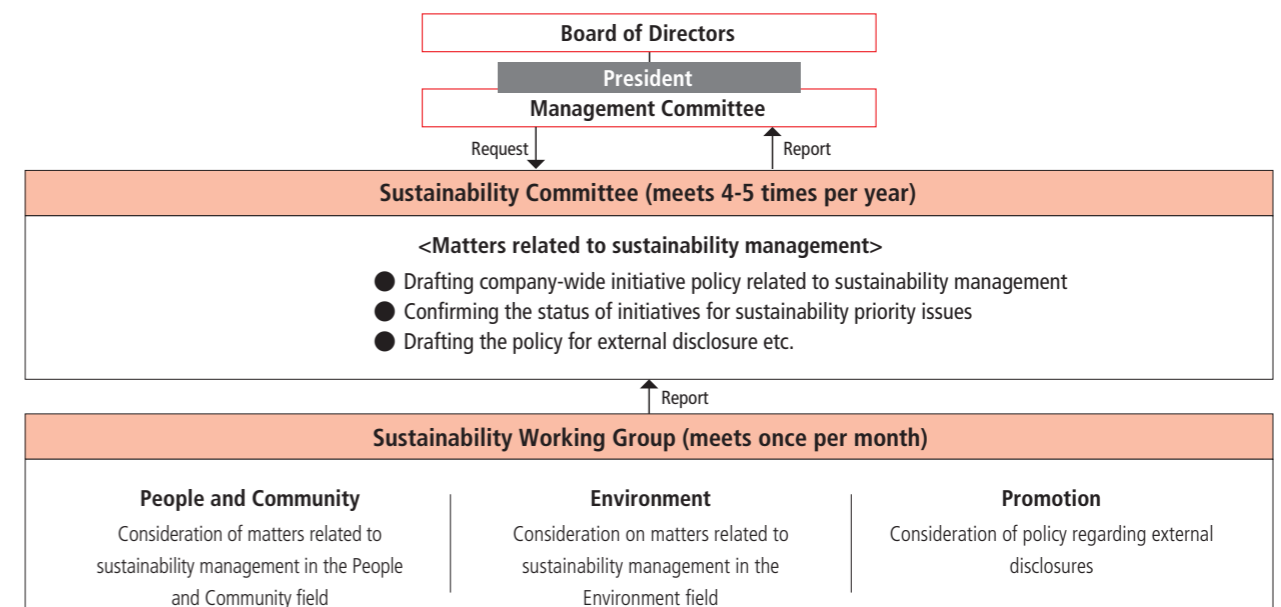 Board of Directors
President
Management Committee
Request
Report
Sustainability Committee (meets 4-5 times per year)
<Matters related to sustainability management>
● Drafting company-wide initiative policy related to sustainability management
● Confirming the status of initiatives for sustainability priority issues
● Drafting the policy for external disclosure etc.
Report
Sustainability Working Group (meets once per month)
People and Community
Consideration of matters related to
sustainability management in the People
and Community field
Environment
Consideration on matters related to
sustainability management in the
Environment field
Promotion
Consideration of policy regarding external
disclosures